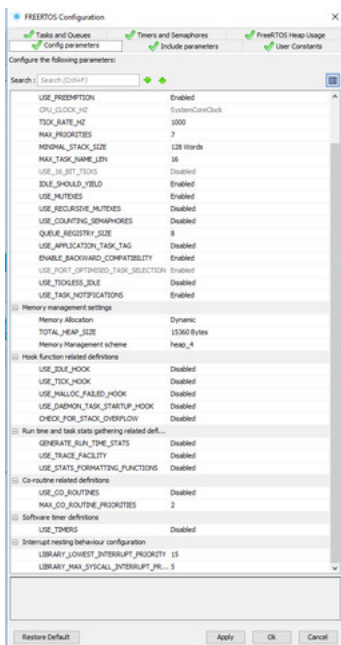 FREERTOS Configuration
Tasks and Queues
Timers and Semaphores
FreeRTOS Heap Usage
Config parameters
Include parameters
User Constants
Configure the following parameters:
Search : Search (Ctrl+F)
USE_PREEMPTION Enabled
CPU_CLOCK_HZ SystemCoreClock
TICK_RATE_HZ 1000
MAX_PRIORITIES 7
MINIMAL_STACK_SIZE 128 Words
MAX_TASK_NAME_LEN 16
USE_16_BIT_TICKS Disabled
IDLE_SHOULD_YIELD Enabled
USE_MUTEXES Enabled
USE_RECURSIVE_MUTEXES Disabled
USE_COUNTING_SEMAPHORES Disabled
QUEUE_REGISTRY_SIZE 8
USE_APPLICATION_TASK_TAG Disabled
ENABLE_BACKWARD_COMPATIBILITY Enabled
USE_PORT_OPTIMISED_TASK_SELECTION Enabled
USE_TICKLESS_IDLE Disabled
USE_TASK_NOTIFICATIONS Enabled
Memory management settings
Memory Allocation Dynamic
TOTAL_HEAP_SIZE 15360 Bytes
Memory Management scheme heap_4
Hook function related definitions
USE_IDLE_HOOK Disabled
USE_TICK_HOOK Disabled
USE_MALLOC_FAILED_HOOK Disabled
USE_DAEMON_TASK_STARTUP_HOOK Disabled
CHECK_FOR_STACK_OVERFLOW Disabled
Run time and task stats gathering related defi...
GENERATE_RUN_TIME_STATS Disabled
USE_TRACE_FACILITY Disabled
USE_STATS_FORMATTING_FUNCTIONS Disabled
Co-routine related definitions
USE_CO_ROUTINES Disabled
MAX_CO_ROUTINE_PRIORITIES 2
Software timer definitions
USE_TIMERS Disabled
Interrupt nesting behaviour configuration
LIBRARY_LOWEST_INTERRUPT_PRIORITY 15
LIBRARY_MAX_SYSCALL_INTERRUPT_PR... 5
Restore Default
Apply
Ok
Cancel